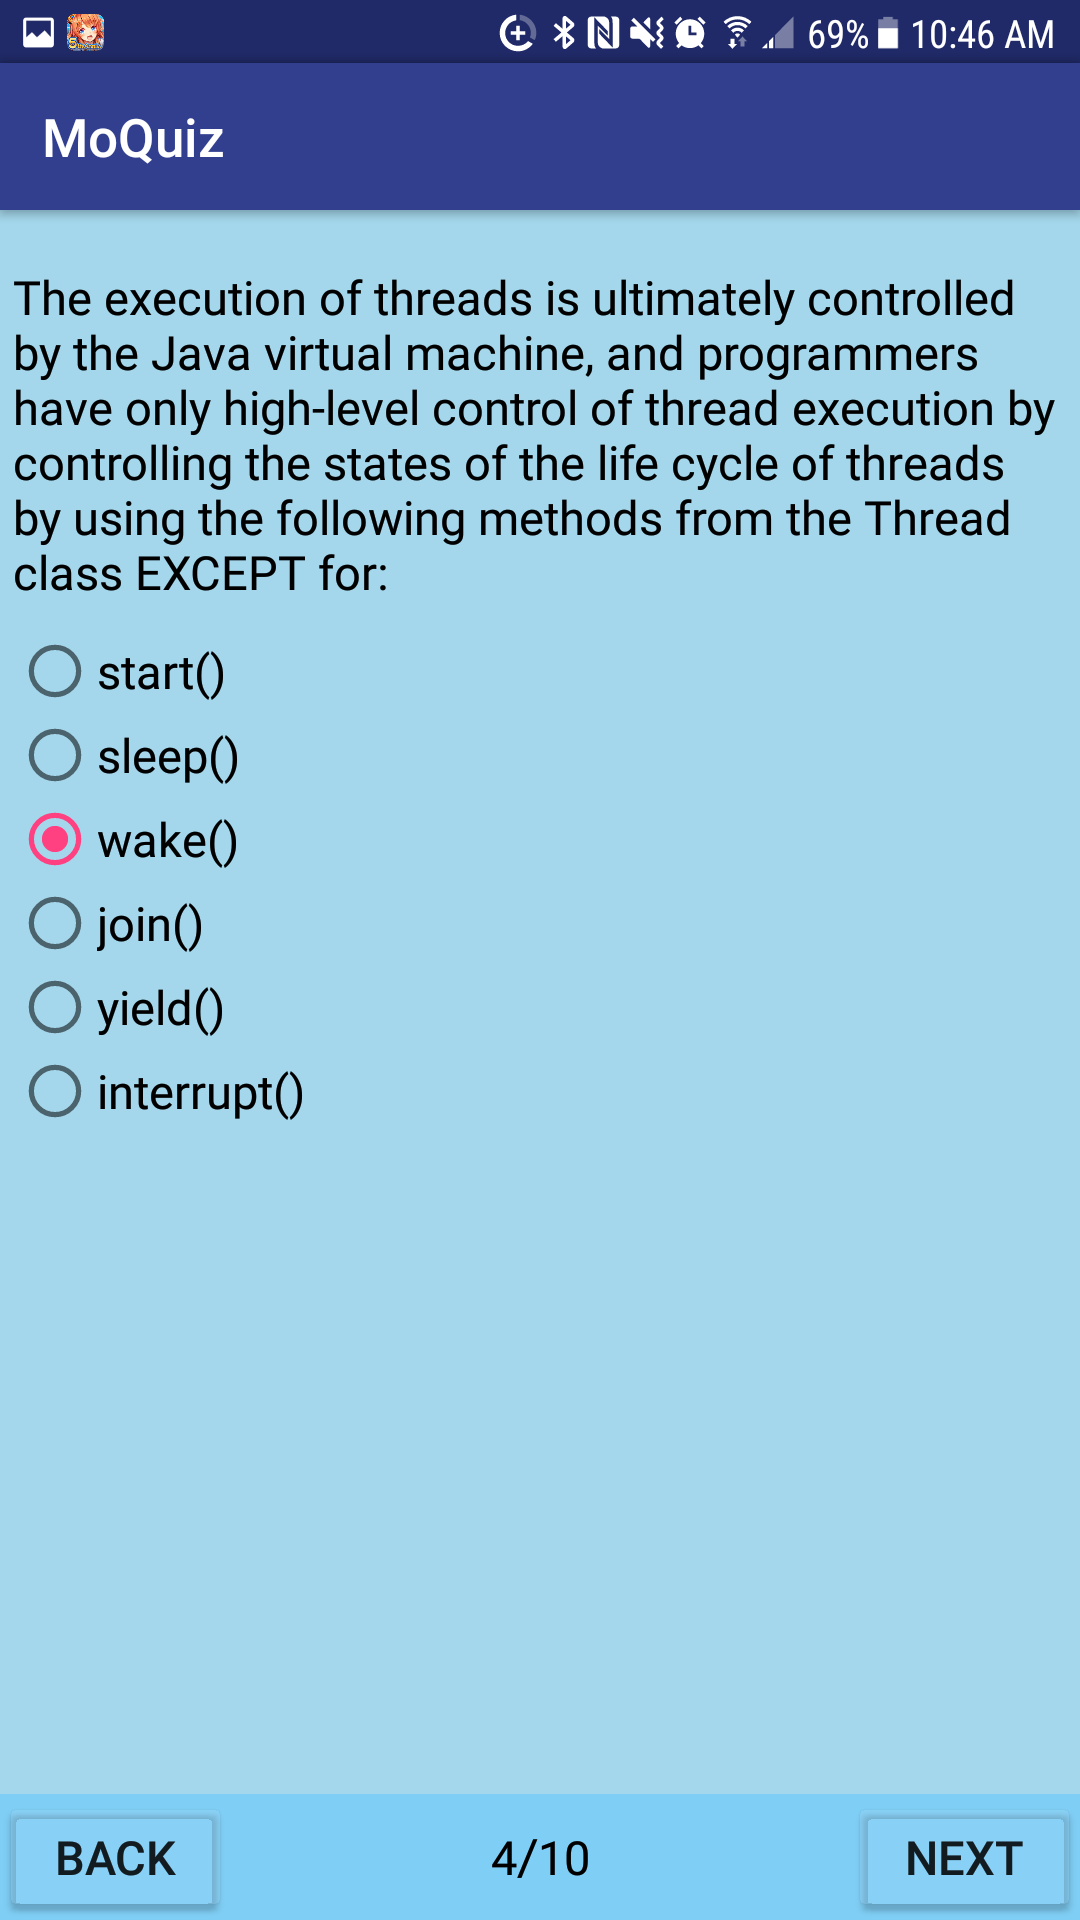 69% 10:46 AM
MoQuiz
The execution of threads is ultimately controlled
by the Java virtual machine, and programmers
have only high-level control of thread execution by
controlling the states of the life cycle of threads
by using the following methods from the Thread
class EXCEPT for:
start()
sleep()
wake()
join()
yield()
interrupt()
BACK 4/10 NEXT